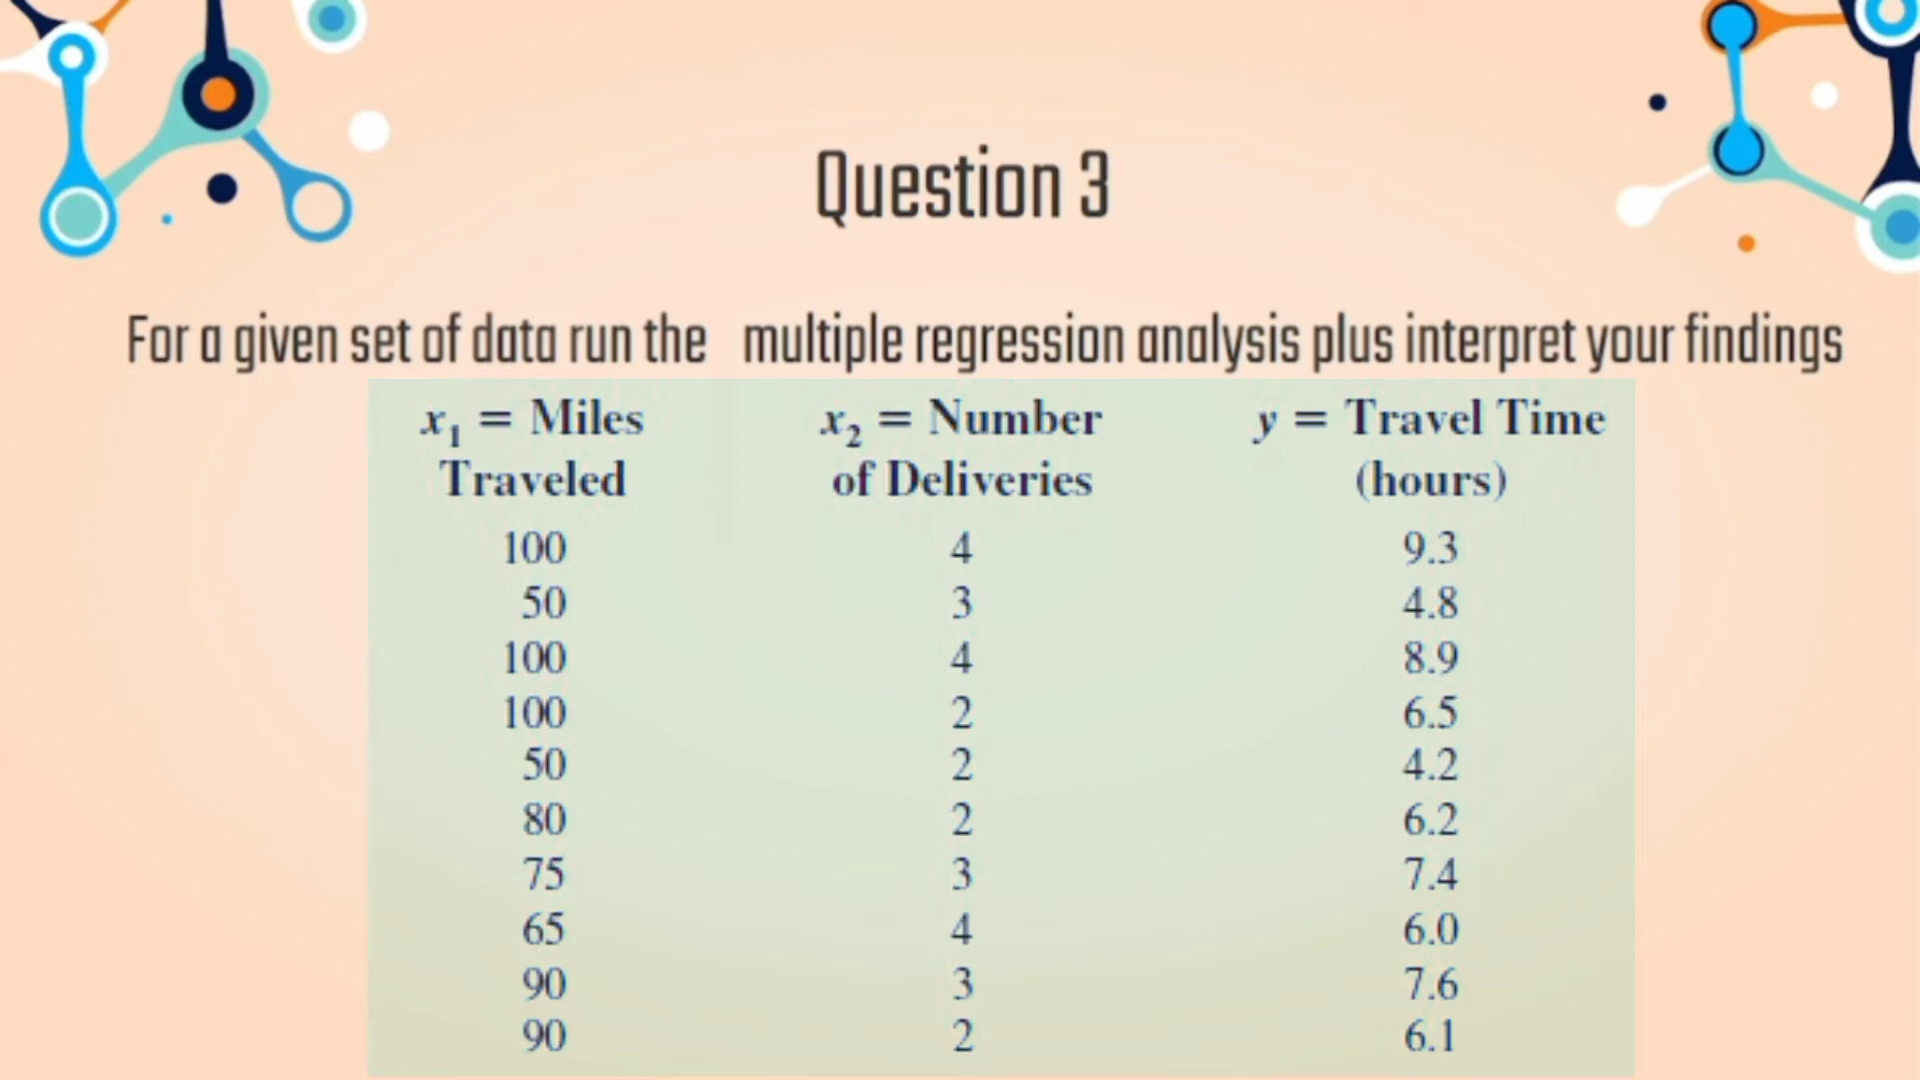 Question 3
For a given set of data run the multiple regression analysis plus interpret your findings
x₁ = Miles Traveled x₂ = Number of Deliveries y = Travel Time (hours)
100 4 9.3
50 3 4.8
100 4 8.9
100 2 6.5
50 2 4.2
80 2 6.2
75 3 7.4
65 4 6.0
90 3 7.6
90 2 6.1